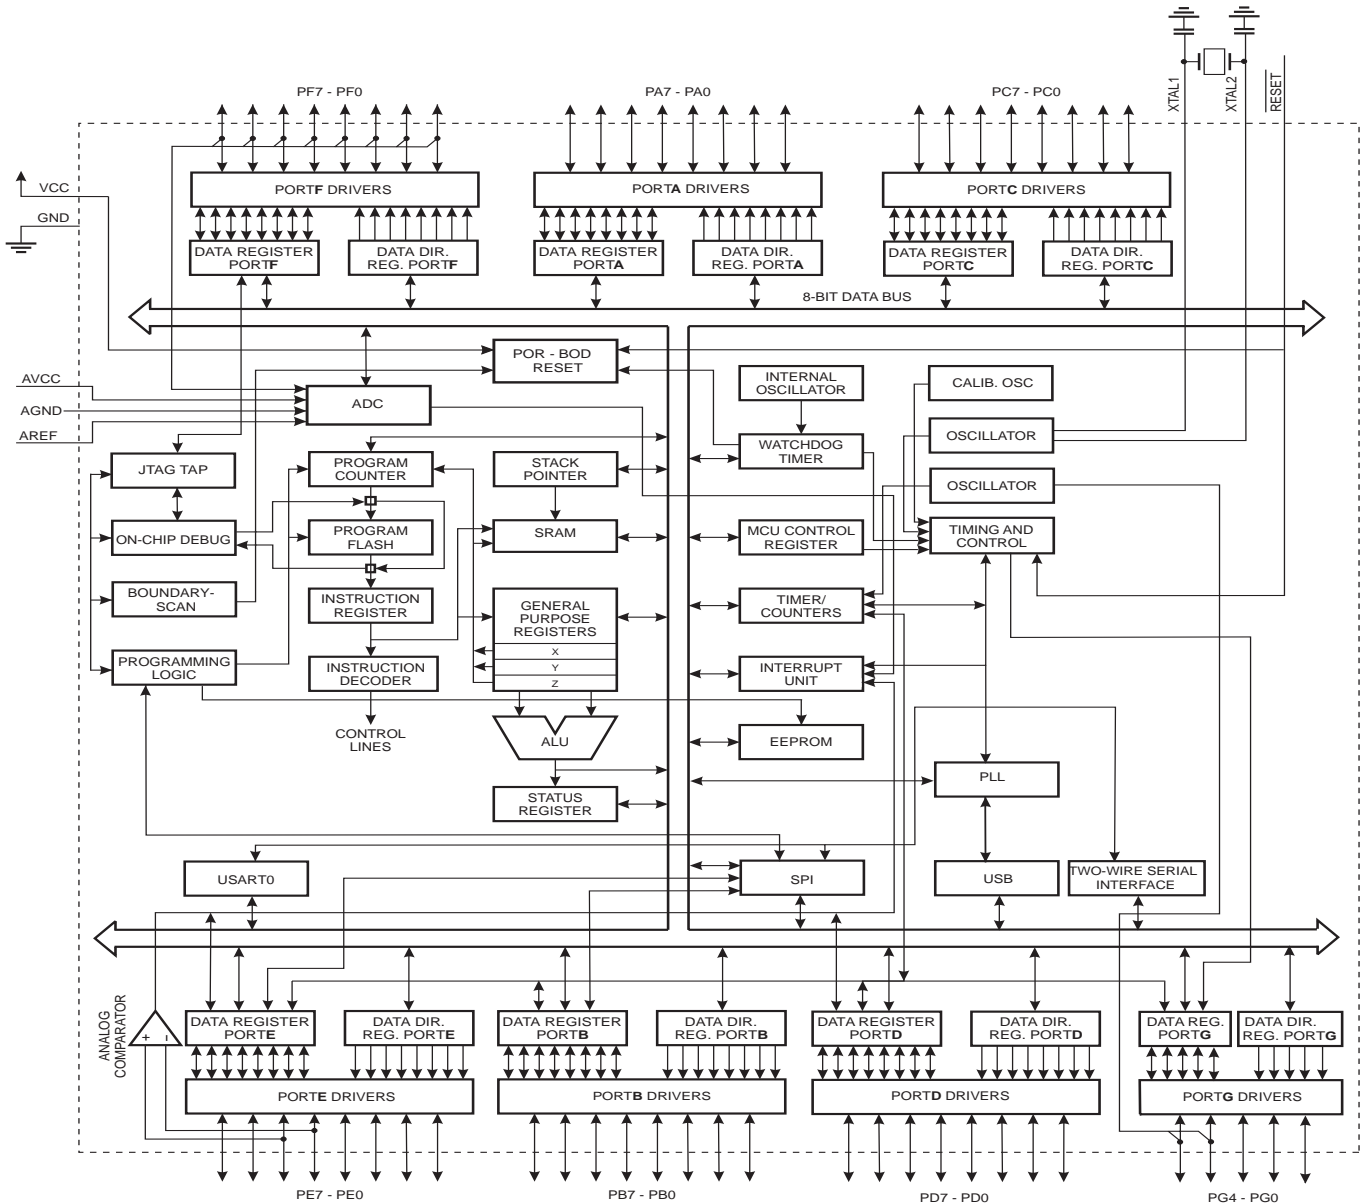 PF7 - PF0
PA7 - PA0
PC7 - PC0
XTAL1
XTAL2
RESET
VCC
GND
PORTF DRIVERS
PORTA DRIVERS
PORTC DRIVERS
DATA REGISTER
PORTF
DATA DIR.
REG. PORTF
DATA REGISTER
PORTA
DATA DIR.
REG. PORTA
DATA REGISTER
PORTC
DATA DIR.
REG. PORTC
8-BIT DATA BUS
AVCC
AGND
AREF
ADC
POR - BOD
RESET
INTERNAL
OSCILLATOR
CALIB. OSC
WATCHDOG
TIMER
OSCILLATOR
OSCILLATOR
JTAG TAP
PROGRAM
COUNTER
STACK
POINTER
ON-CHIP DEBUG
PROGRAM
FLASH
SRAM
MCU CONTROL
REGISTER
TIMING AND
CONTROL
BOUNDARY-
SCAN
INSTRUCTION
REGISTER
GENERAL
PURPOSE
REGISTERS
X
Y
Z
TIMER/
COUNTERS
PROGRAMMING
LOGIC
INSTRUCTION
DECODER
INTERRUPT
UNIT
CONTROL
LINES
ALU
EEPROM
STATUS
REGISTER
PLL
USART0
SPI
USB
TWO-WIRE SERIAL
INTERFACE
ANALOG
COMPARATOR
+
-
DATA REGISTER
PORTE
DATA DIR.
REG. PORTE
DATA REGISTER
PORTB
DATA DIR.
REG. PORTB
DATA REGISTER
PORTD
DATA DIR.
REG. PORTD
DATA REG.
PORTG
DATA DIR.
REG. PORTG
PORTE DRIVERS
PORTB DRIVERS
PORTD DRIVERS
PORTG DRIVERS
PE7 - PE0
PB7 - PB0
PD7 - PD0
PG4 - PG0